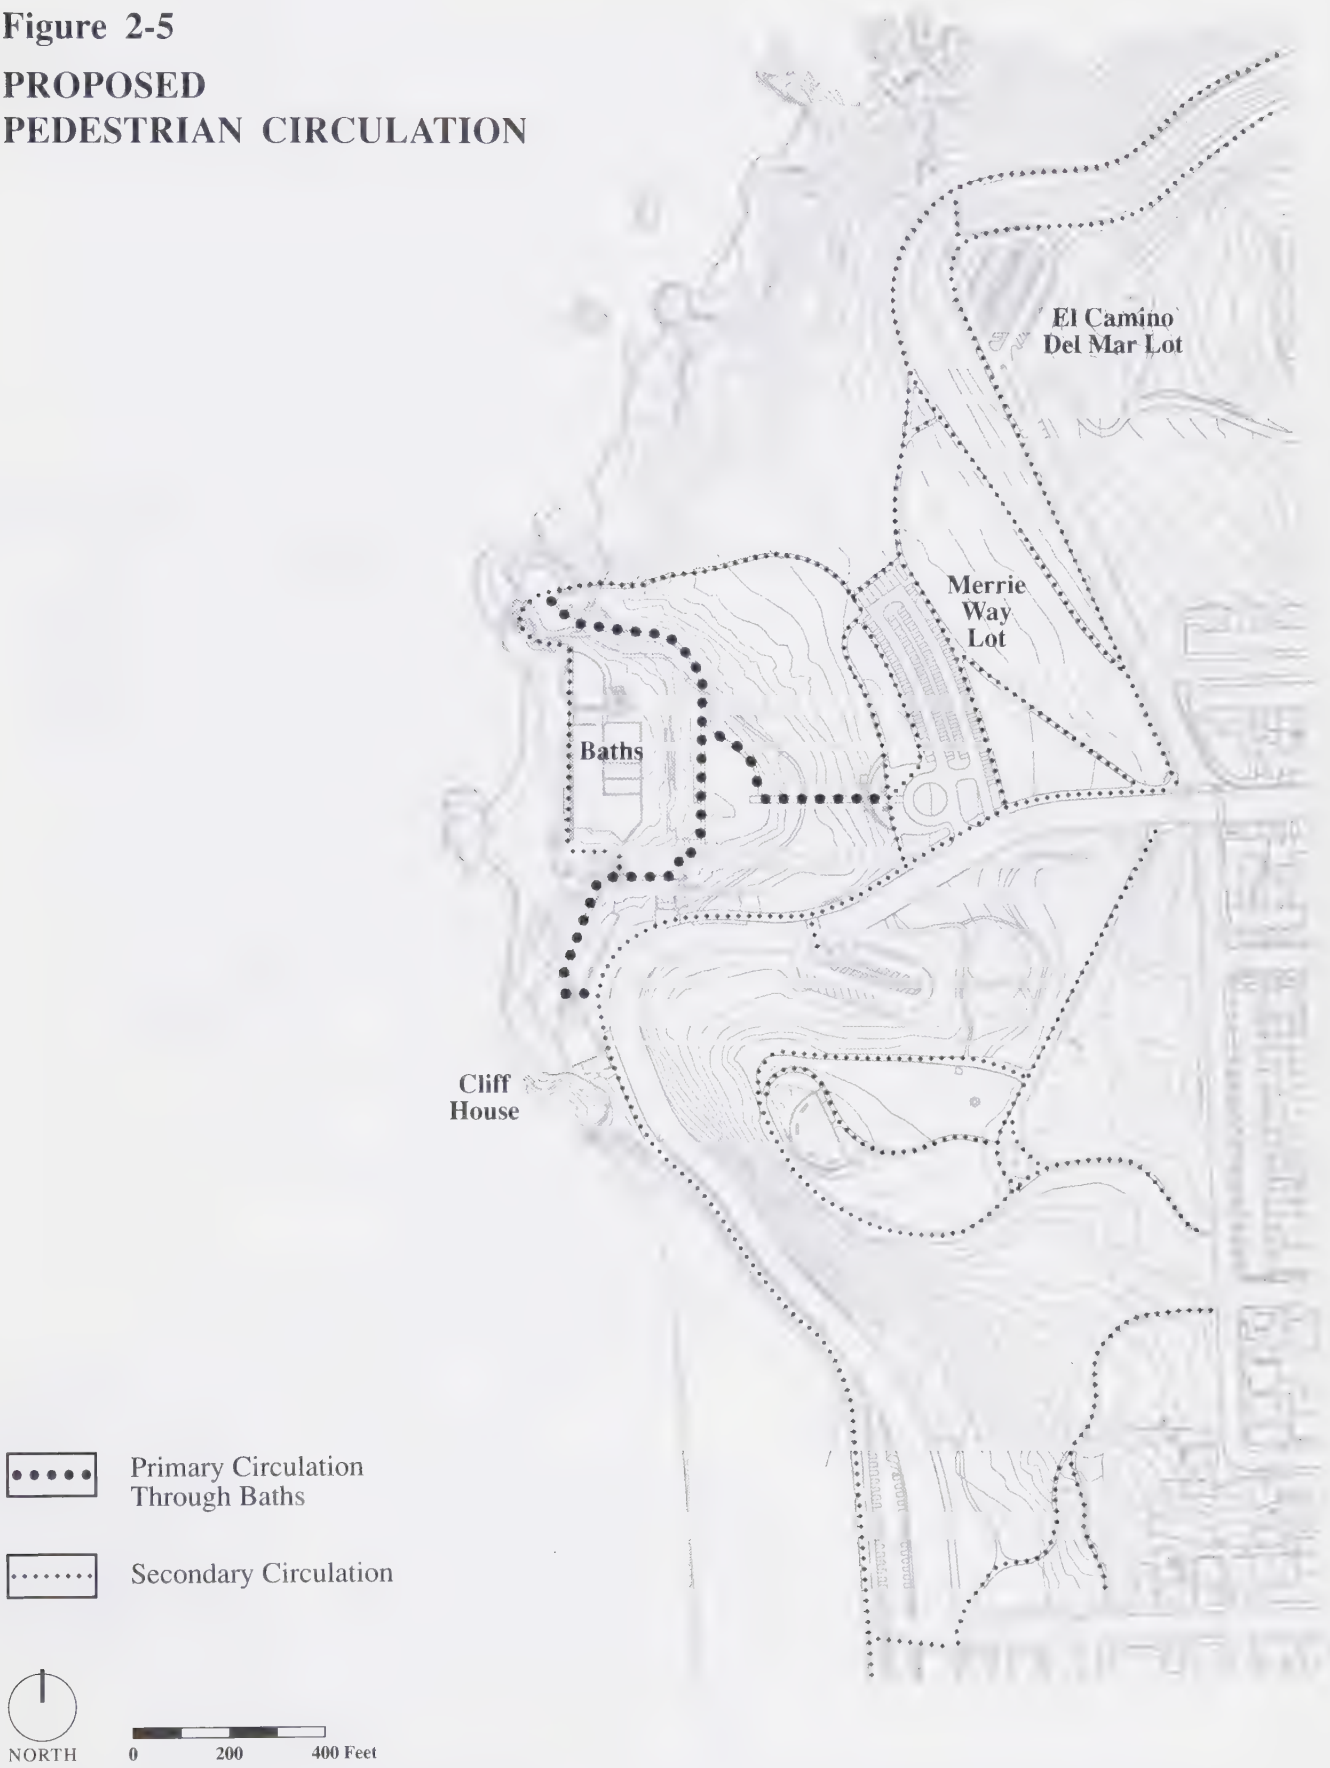 Figure 2-5
PROPOSED
PEDESTRIAN CIRCULATION
El Camino
Del Mar Lot
Merrie
Way
Lot
Baths
Cliff
House
Primary Circulation
Through Baths
Secondary Circulation
NORTH
0 200 400 Feet